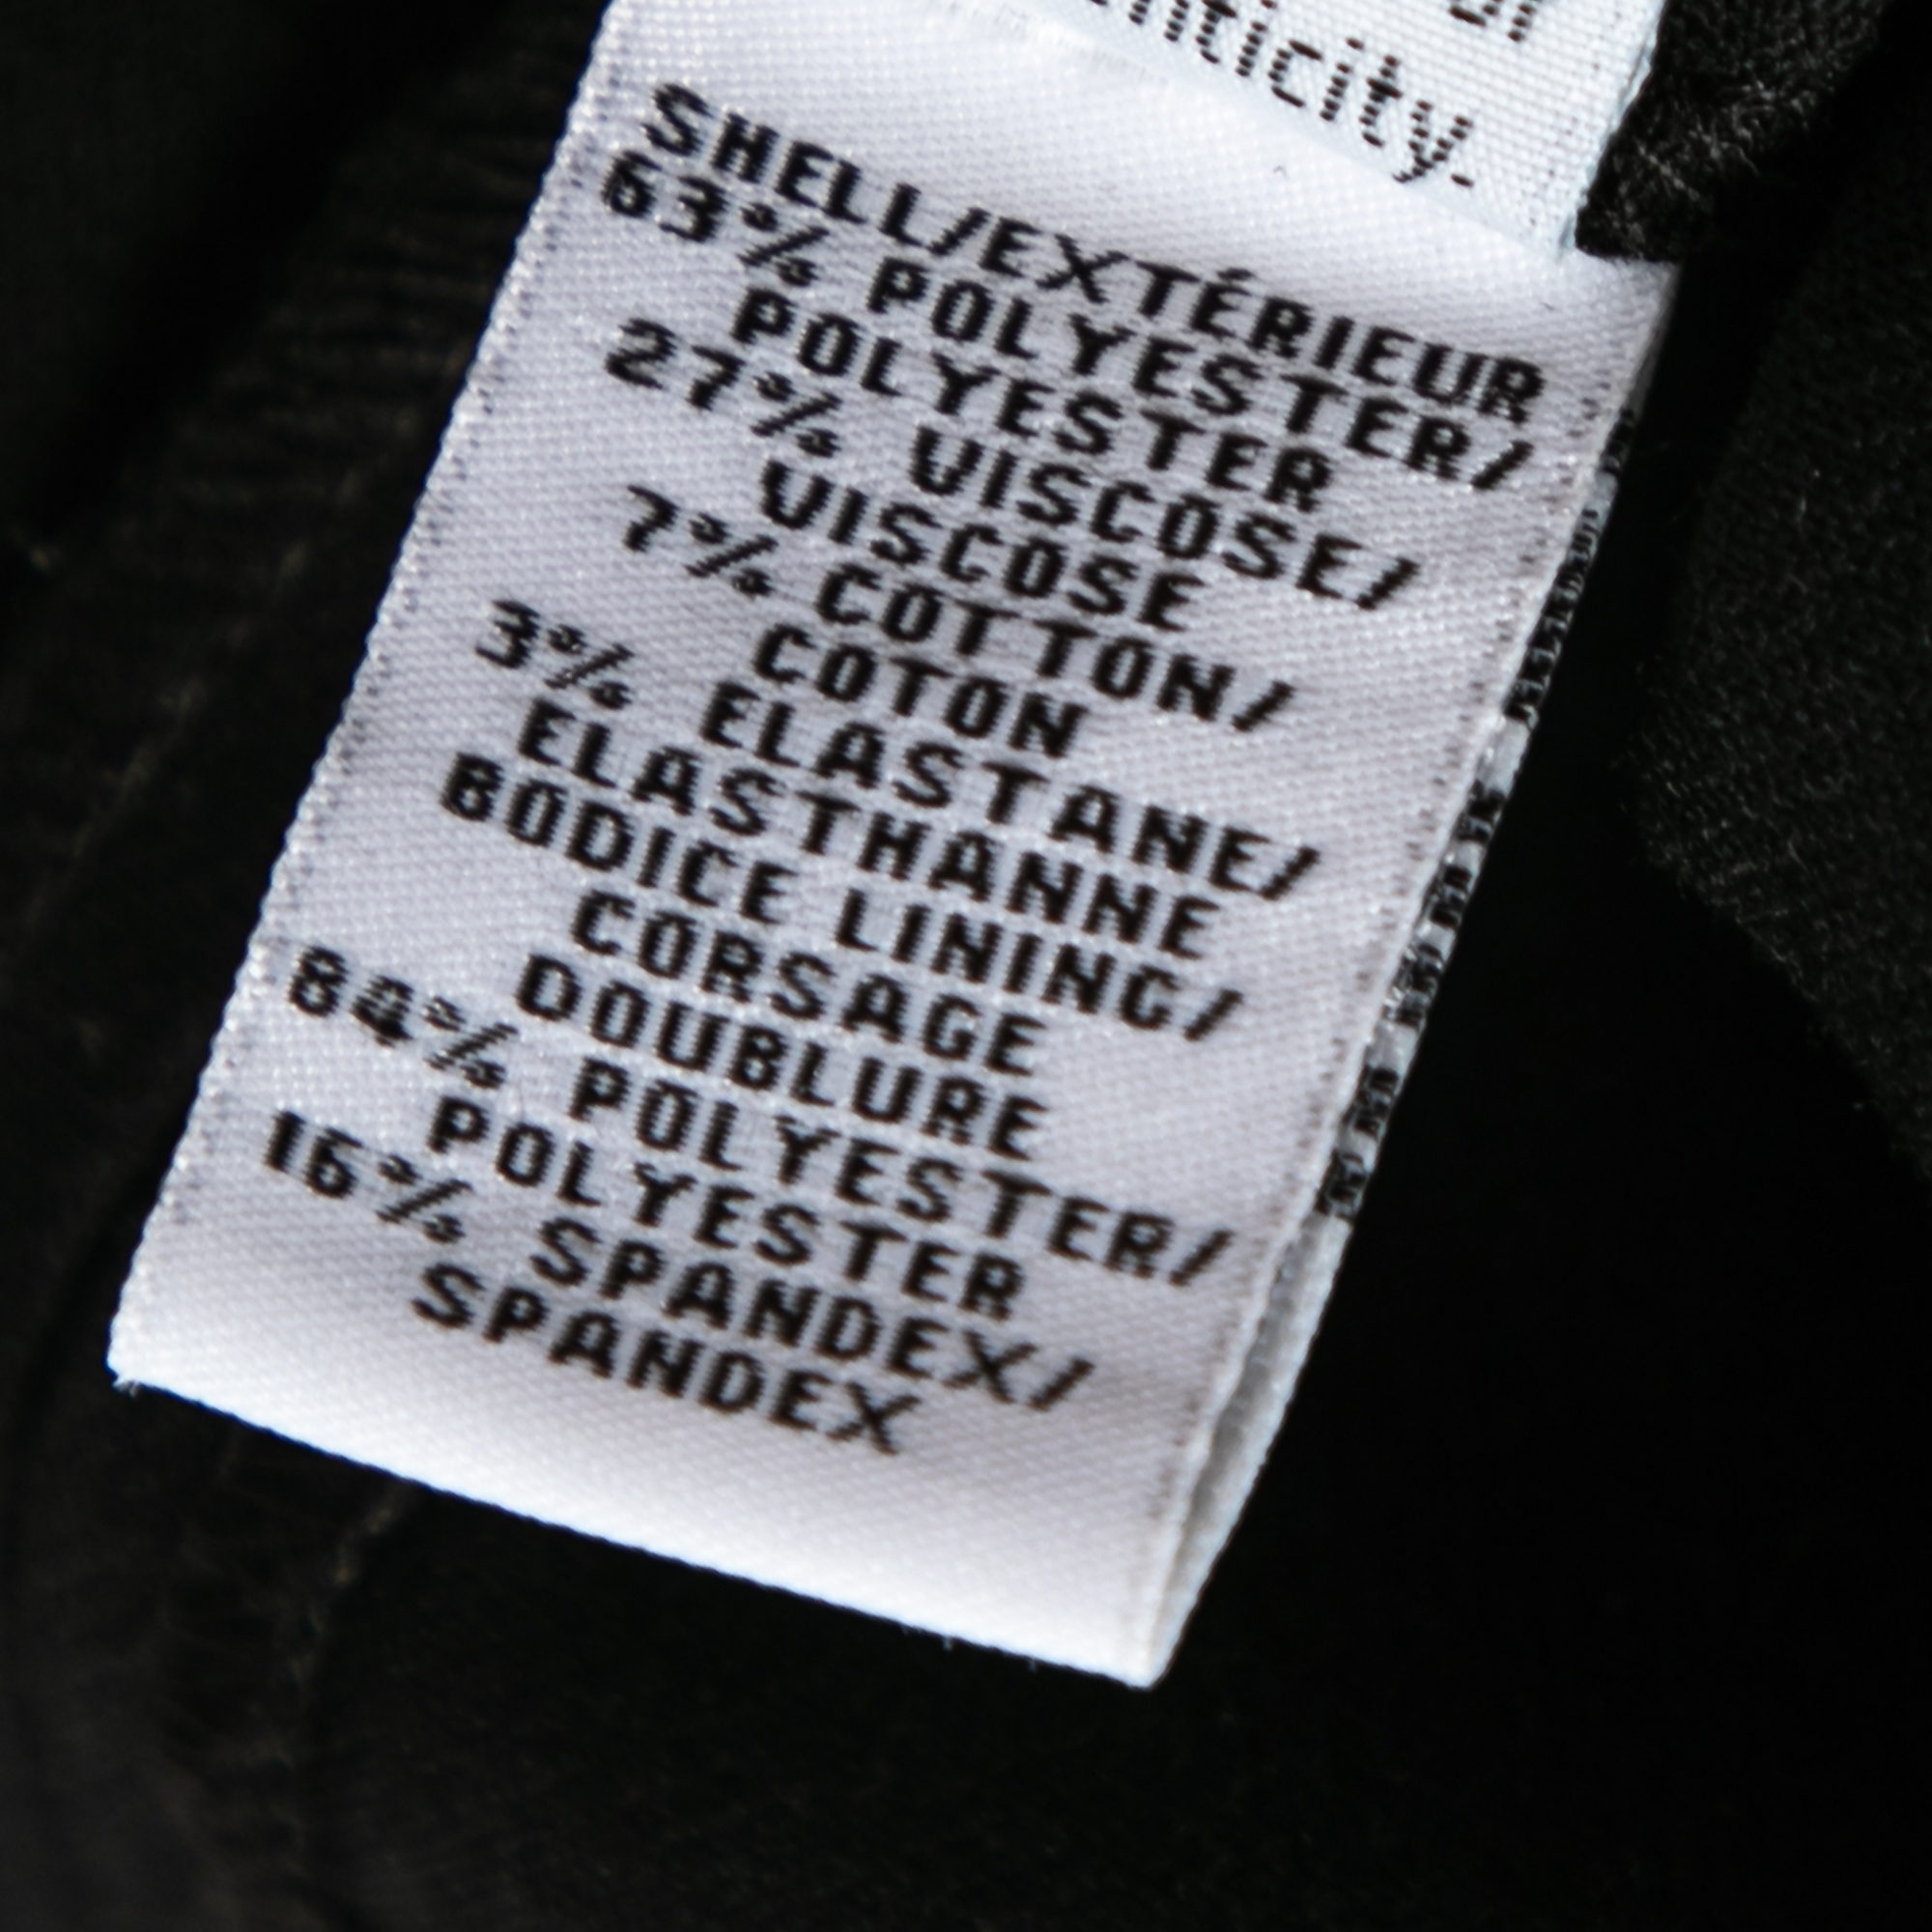 SHELL/EXTÉRIEUR
63% POLYESTER/
POLYESTER
27% VISCOSE/
VISCOSE
7% COTTON/
COTON
3% ELASTANE/
ELASTHANNE
BODICE LINING/
CORSAGE
DOUBLURE
84% POLYESTER/
POLYESTER
16% SPANDEX/
SPANDEX